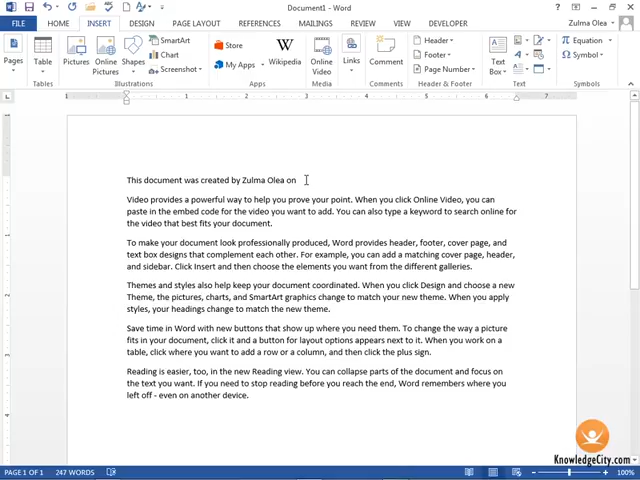 Document1 - Word
FILE HOME INSERT DESIGN PAGE LAYOUT REFERENCES MAILINGS REVIEW VIEW DEVELOPER Zulma Olea
Pages Table Pictures Online Pictures Shapes SmartArt Chart Screenshot Store My Apps Wikipedia Online Video Links Comment Header Footer Page Number Text Box Equation Symbol
Tables Illustrations Apps Media Comments Header & Footer Text Symbols
1 1 2 3 4 5 6 7
This document was created by Zulma Olea on
Video provides a powerful way to help you prove your point. When you click Online Video, you can
paste in the embed code for the video you want to add. You can also type a keyword to search online for
the video that best fits your document.
To make your document look professionally produced, Word provides header, footer, cover page, and
text box designs that complement each other. For example, you can add a matching cover page, header,
and sidebar. Click Insert and then choose the elements you want from the different galleries.
Themes and styles also help keep your document coordinated. When you click Design and choose a new
Theme, the pictures, charts, and SmartArt graphics change to match your new theme. When you apply
styles, your headings change to match the new theme.
Save time in Word with new buttons that show up where you need them. To change the way a picture
fits in your document, click it and a button for layout options appears next to it. When you work on a
table, click where you want to add a row or a column, and then click the plus sign.
Reading is easier, too, in the new Reading view. You can collapse parts of the document and focus on
the text you want. If you need to stop reading before you reach the end, Word remembers where you
left off - even on another device.
KnowledgeCity.com
PAGE 1 OF 1 247 WORDS 100%